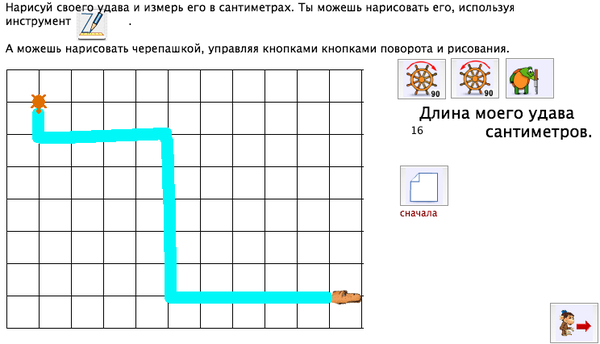 Нарисуй своего удава и измерь его в сантиметрах. Ты можешь нарисовать его, используя
инструмент .
А можешь нарисовать черепашкой, управляя кнопками кнопками поворота и рисования.
90 90
Длина моего удава
16 сантиметров.
сначала